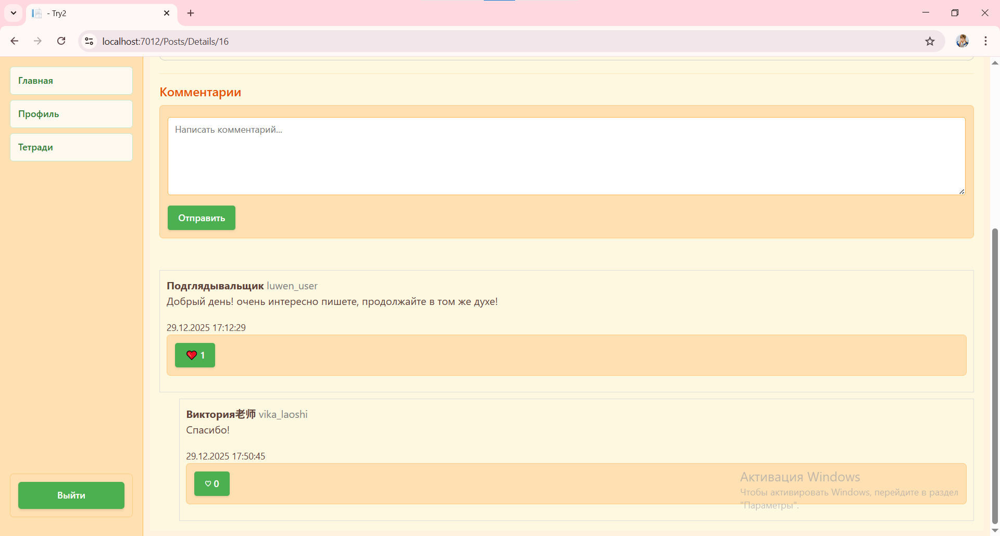 - Try2
localhost:7012/Posts/Details/16
Главная
Профиль
Тетради
Выйти
Комментарии
Написать комментарий...
Отправить
Подглядывальщик luwen_user
Добрый день! очень интересно пишете, продолжайте в том же духе!
29.12.2025 17:12:29
❤ 1
Виктория老师 vika_laoshi
Спасибо!
29.12.2025 17:50:45
♡ 0
Активация Windows
Чтобы активировать Windows, перейдите в раздел
"Параметры".